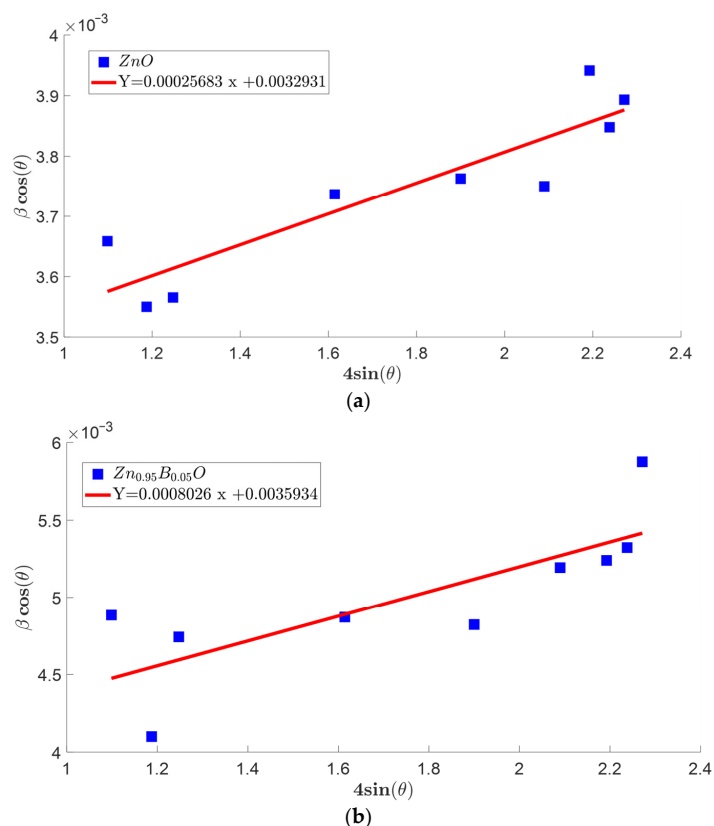 ×10⁻³
4
3.9
3.8
3.7
3.6
3.5
β cos(θ)
ZnO
Y=0.00025683 x +0.0032931
1 1.2 1.4 1.6 1.8 2 2.2 2.4
4sin(θ)
(a)
×10⁻³
6
5.5
5
4.5
4
β cos(θ)
Zn₀.₉₅B₀.₀₅O
Y=0.0008026 x +0.0035934
1 1.2 1.4 1.6 1.8 2 2.2 2.4
4sin(θ)
(b)